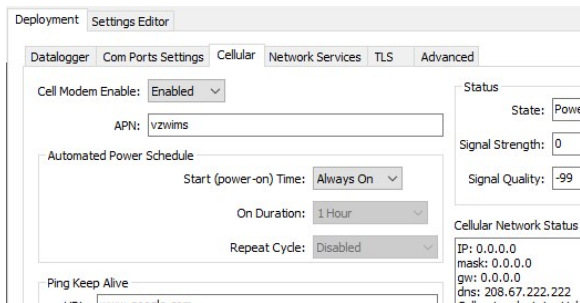 Deployment Settings Editor
Datalogger Com Ports Settings Cellular Network Services TLS Advanced
Cell Modem Enable: Enabled
APN: vzwims
Automated Power Schedule
Start (power-on) Time: Always On
On Duration: 1 Hour
Repeat Cycle: Disabled
Ping Keep Alive
Status
State: Powe
Signal Strength: 0
Signal Quality: -99
Cellular Network Status
IP: 0.0.0.0
mask: 0.0.0.0
gw: 0.0.0.0
dns: 208.67.222.222